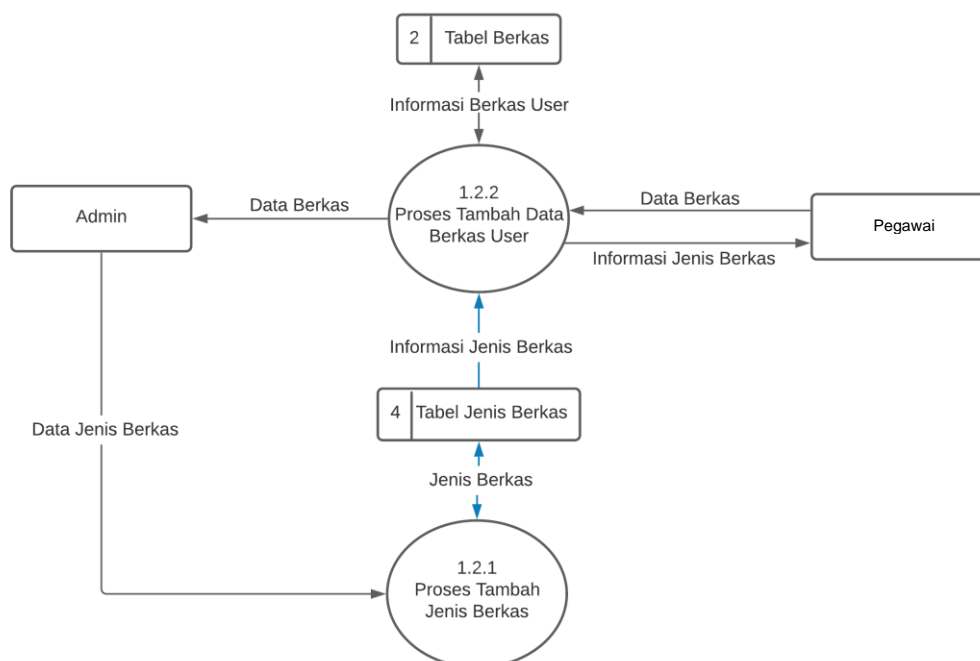 2 Tabel Berkas
Informasi Berkas User
1.2.2
Proses Tambah Data
Berkas User
Admin
Data Berkas
Data Berkas
Pegawai
Informasi Jenis Berkas
Informasi Jenis Berkas
4 Tabel Jenis Berkas
Data Jenis Berkas
Jenis Berkas
1.2.1
Proses Tambah
Jenis Berkas